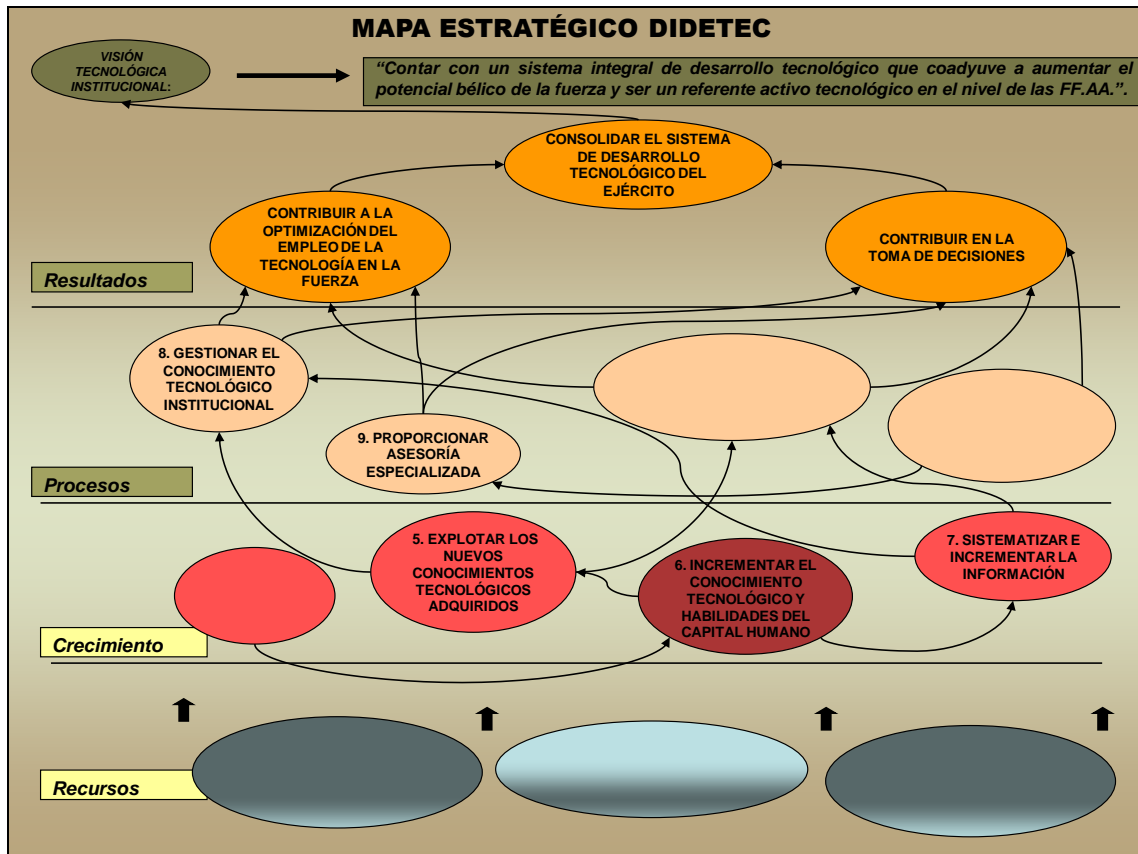 MAPA ESTRATÉGICO DIDETEC
VISIÓN
TECNOLÓGICA
INSTITUCIONAL:
“Contar con un sistema integral de desarrollo tecnológico que coadyuve a aumentar el
potencial bélico de la fuerza y ser un referente activo tecnológico en el nivel de las FF.AA.”.
CONSOLIDAR EL SISTEMA
DE DESARROLLO
TECNOLÓGICO DEL
EJÉRCITO
CONTRIBUIR A LA
OPTIMIZACIÓN DEL
EMPLEO DE LA
TECNOLOGÍA EN LA
FUERZA
CONTRIBUIR EN LA
TOMA DE DECISIONES
Resultados
8. GESTIONAR EL
CONOCIMIENTO
TECNOLÓGICO
INSTITUCIONAL
9. PROPORCIONAR
ASESORÍA
ESPECIALIZADA
Procesos
5. EXPLOTAR LOS
NUEVOS
CONOCIMIENTOS
TECNOLÓGICOS
ADQUIRIDOS
6. INCREMENTAR EL
CONOCIMIENTO
TECNOLÓGICO Y
HABILIDADES DEL
CAPITAL HUMANO
7. SISTEMATIZAR E
INCREMENTAR LA
INFORMACIÓN
Crecimiento
Recursos